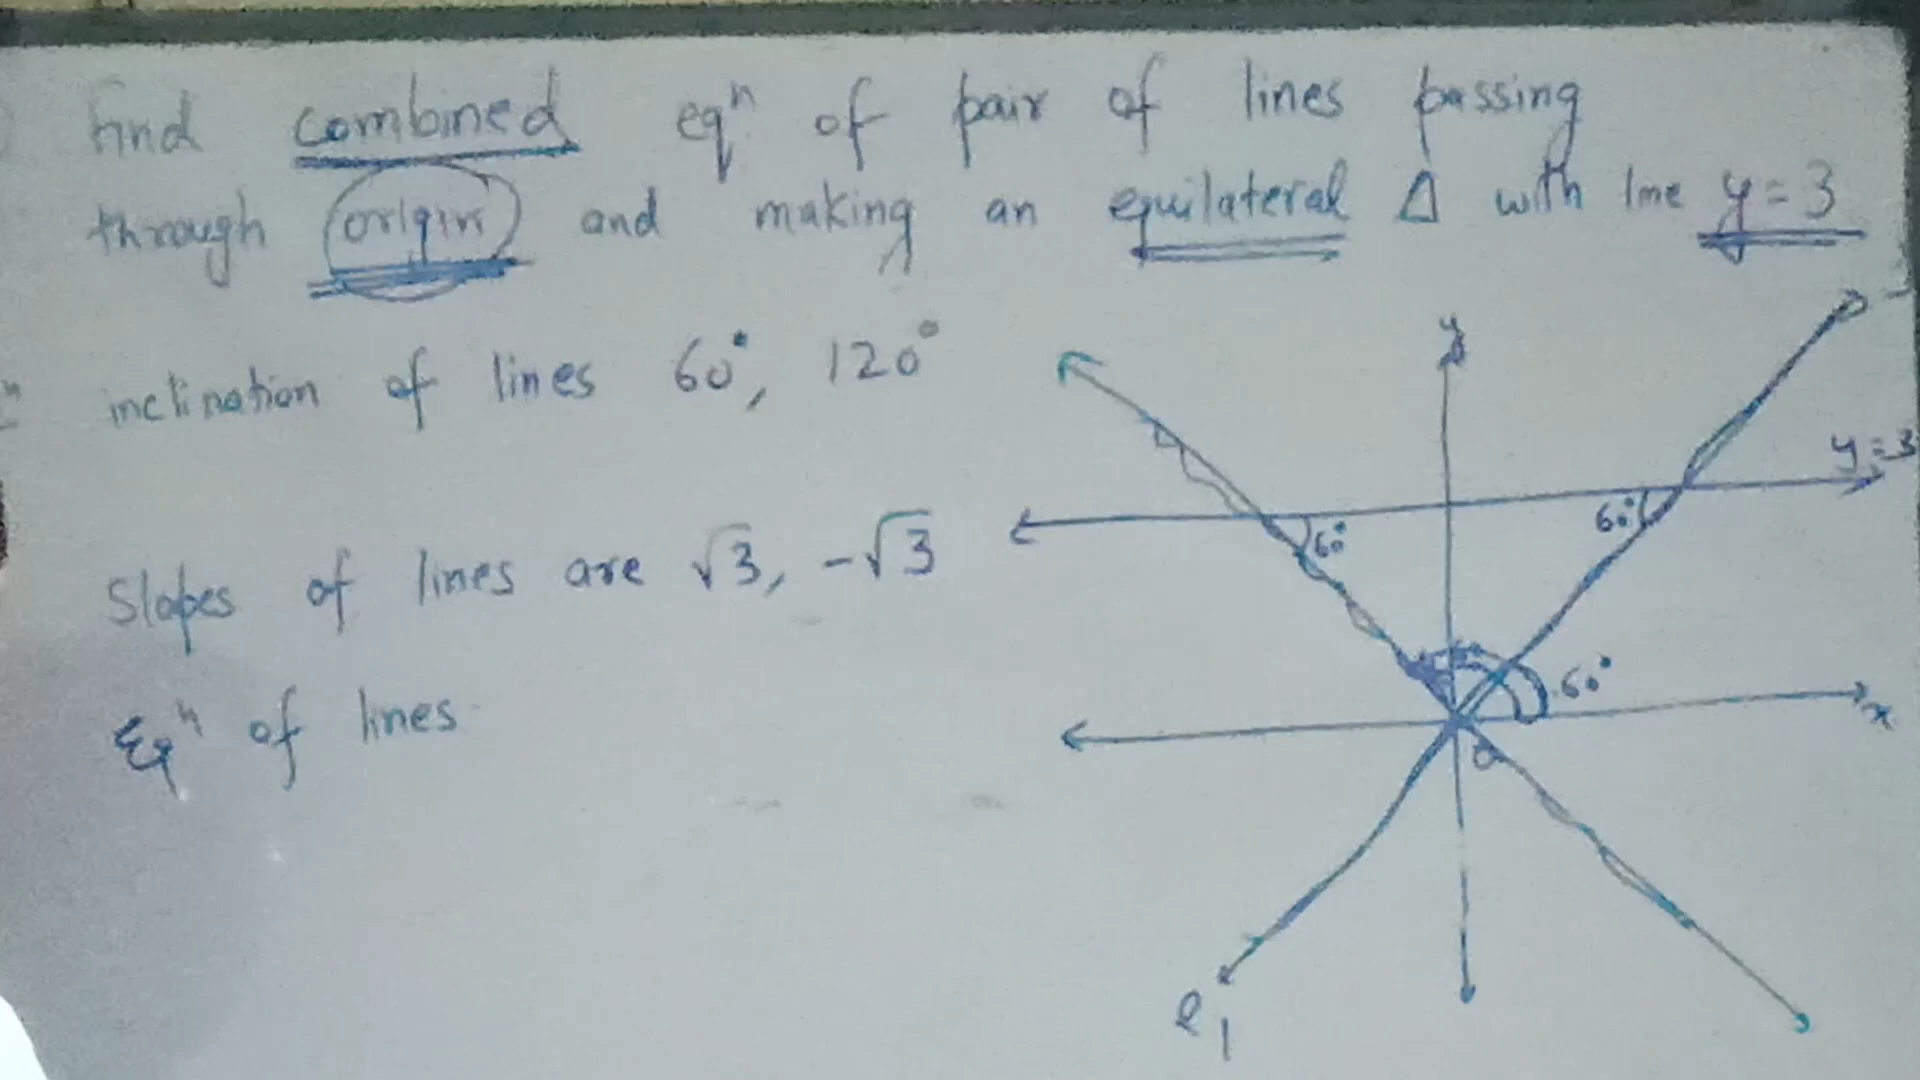 Find combined eqⁿ of pair of lines passing
through origin and making an equilateral Δ with line y = 3
inclination of lines 60°, 120°
Slopes of lines are √3, -√3
Eqⁿ of lines
y
y = 3
60°
60°
60°
x
O
l₁